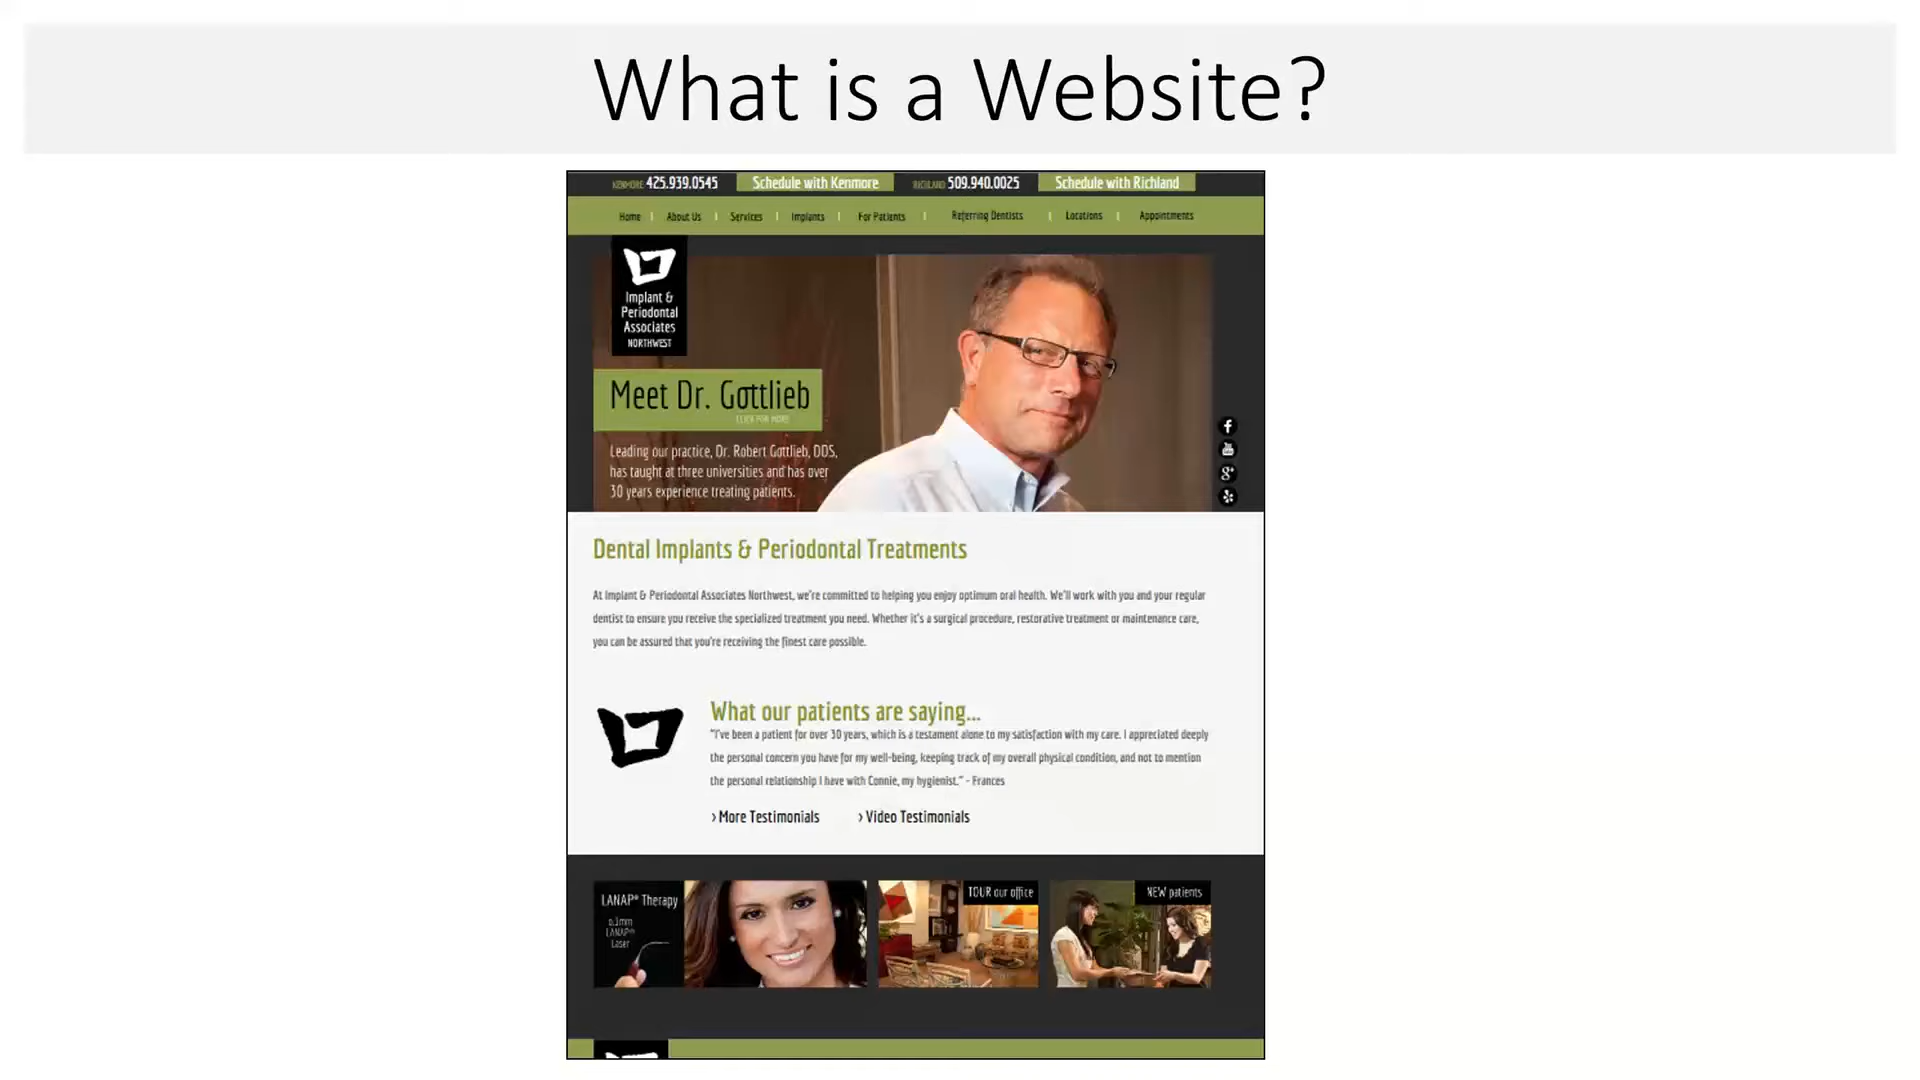 What is a Website?
KENMORE 425.939.0545 Schedule with Kenmore RICHLAND 509.940.0025 Schedule with Richland
Home | About Us | Services | Implants | For Patients | Referring Dentists | Locations | Appointments
Implant &
Periodontal
Associates
NORTHWEST
Meet Dr. Gottlieb
CLICK FOR MORE
Leading our practice, Dr. Robert Gottlieb, DDS,
has taught at three universities and has over
30 years experience treating patients.
Dental Implants & Periodontal Treatments
At Implant & Periodontal Associates Northwest, we're committed to helping you enjoy optimum oral health. We'll work with you and your regular
dentist to ensure you receive the specialized treatment you need. Whether it's a surgical procedure, restorative treatment or maintenance care,
you can be assured that you're receiving the finest care possible.
What our patients are saying...
"I've been a patient for over 30 years, which is a testament alone to my satisfaction with my care. I appreciated deeply
the personal concern you have for my well-being, keeping track of my overall physical condition, and not to mention
the personal relationship I have with Connie, my hygienist." - Frances
› More Testimonials › Video Testimonials
LANAP® Therapy
0.3mm
LANAP®
Laser
TOUR our office
NEW patients